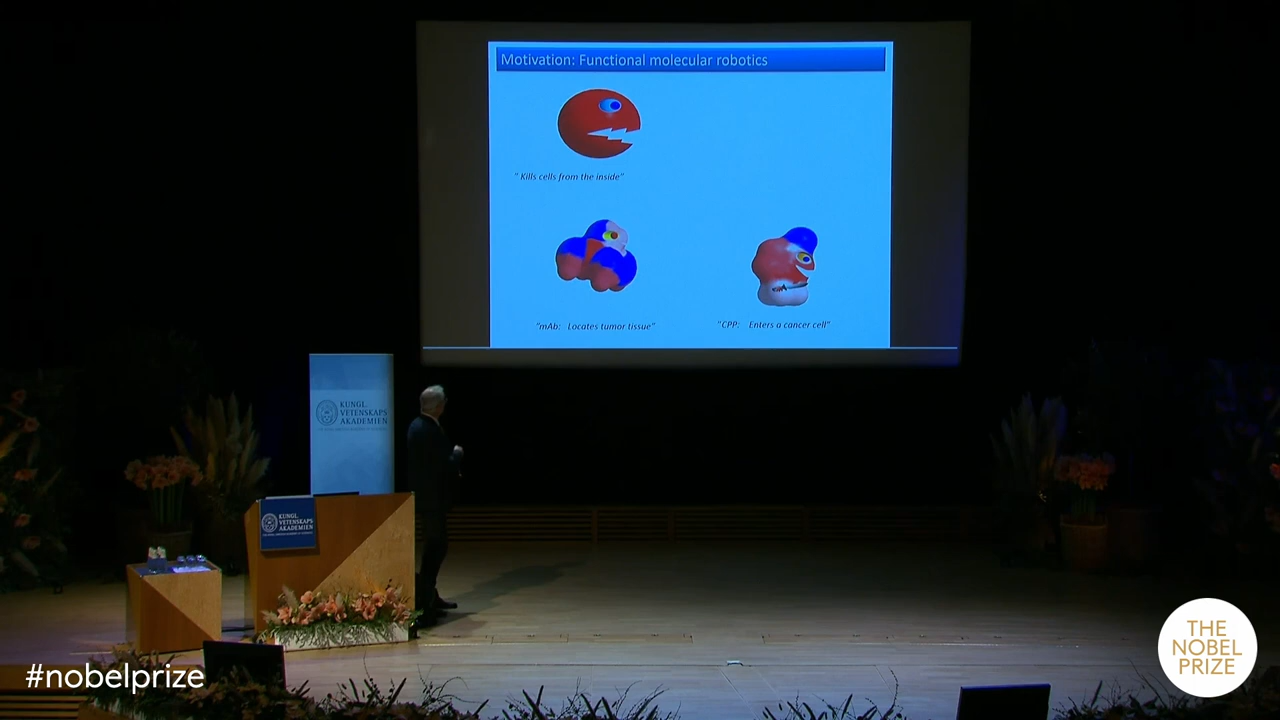 Motivation: Functional molecular robotics
" Kills cells from the inside"
"mAb: Locates tumor tissue"
"CPP: Enters a cancer cell"
KUNGL.
VETENSKAPS
AKADEMIEN
KUNGL.
VETENSKAPS
AKADEMIEN
#nobelprize
THE
NOBEL
PRIZE